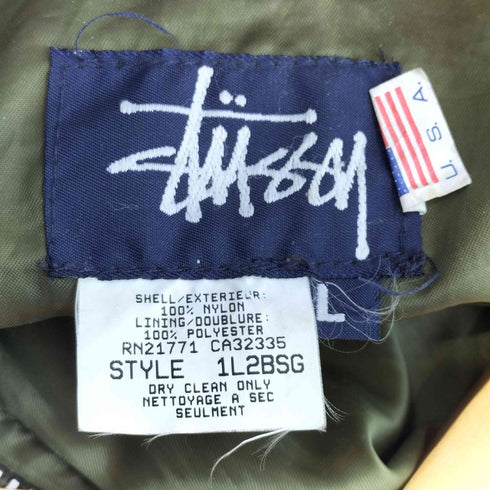 Stüssy
U.S.A.
L
SHELL/EXTERIEUR:
100% NYLON
LINING/DOUBLURE:
100% POLYESTER
RN21771 CA32335
STYLE 1L2BSG
DRY CLEAN ONLY
NETTOYAGE A SEC
SEULMENT